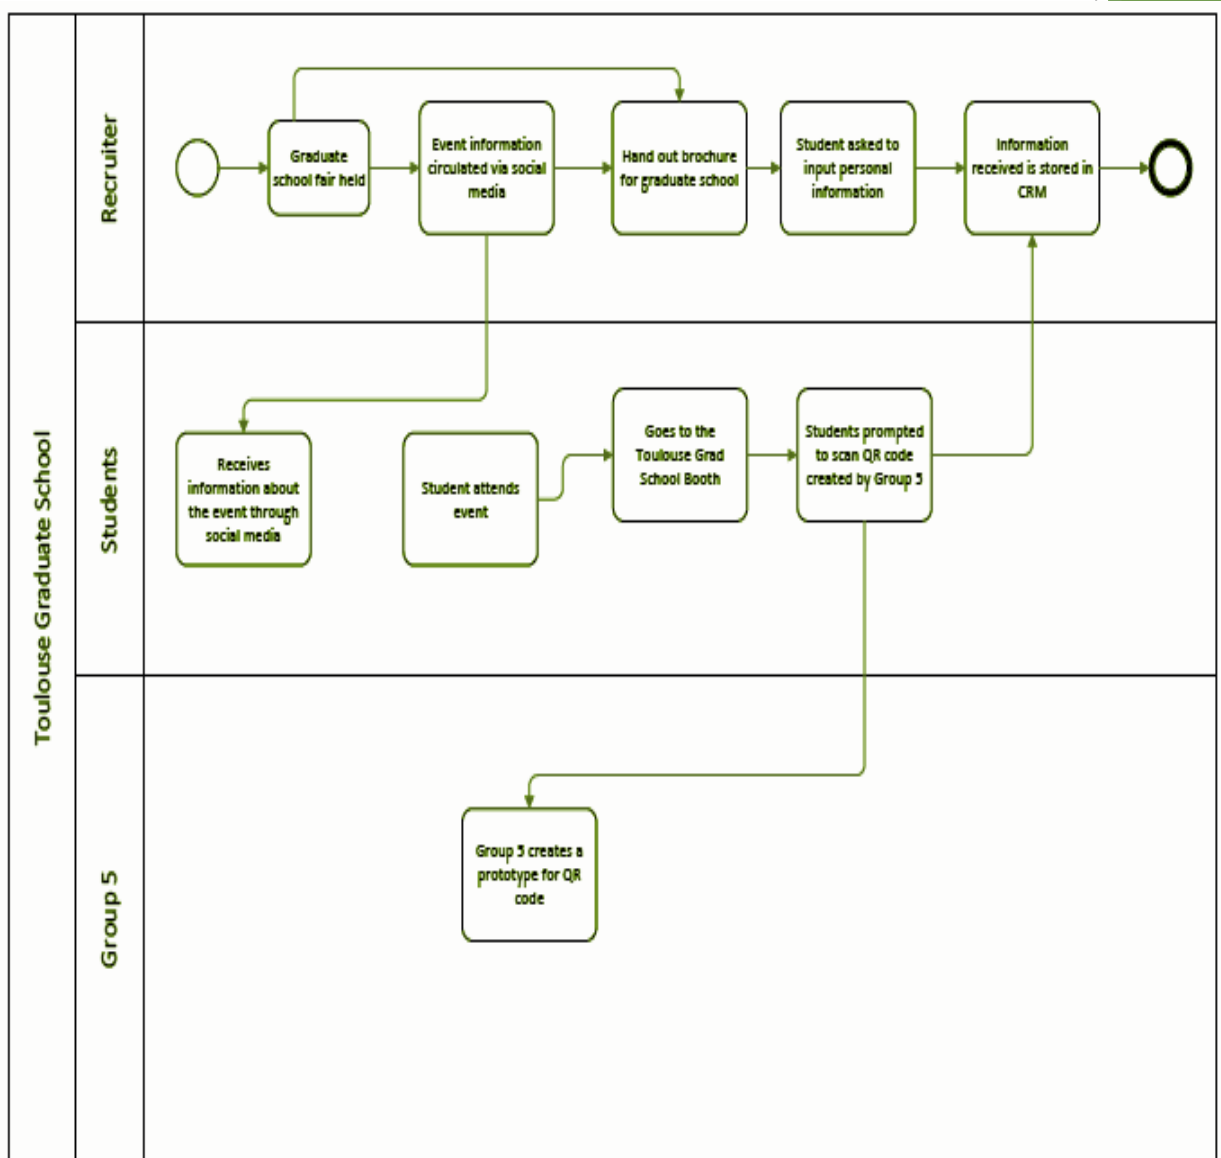 Toulouse Graduate School
Recruiter
Graduate
school fair held
Event information
circulated via social
media
Hand out brochure
for graduate school
Student asked to
input personal
information
Information
received is stored in
CRM
Students
Receives
information about
the event through
social media
Student attends
event
Goes to the
Toulouse Grad
School Booth
Students prompted
to scan QR code
created by Group 5
Group 5
Group 5 creates a
prototype for QR
code